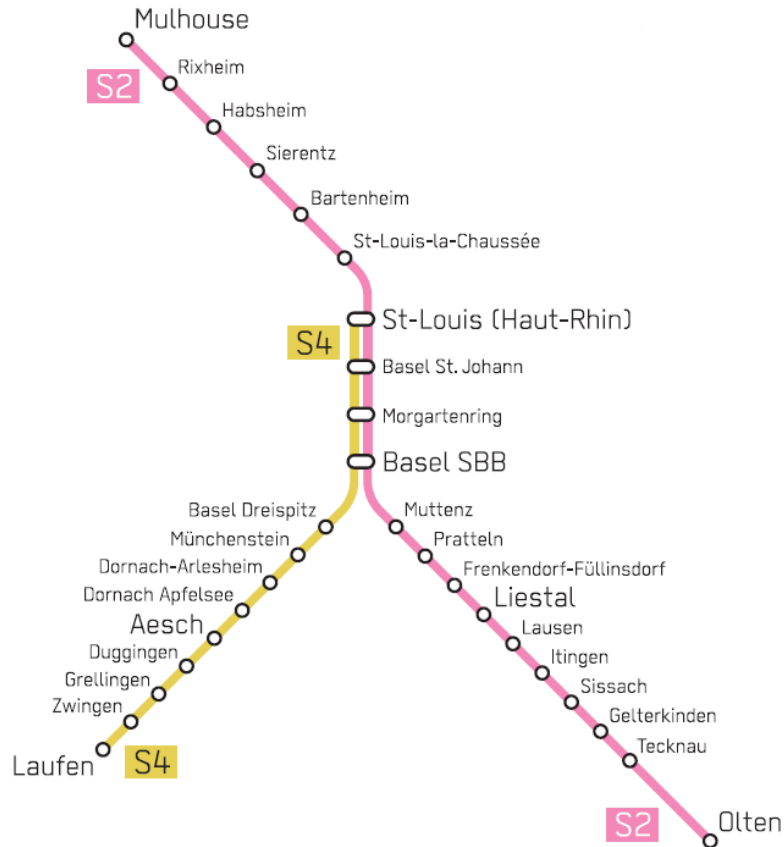 Mulhouse
S2
Rixheim
Habsheim
Sierentz
Bartenheim
St-Louis-la-Chaussée
St-Louis (Haut-Rhin)
S4
Basel St. Johann
Morgartenring
Basel SBB
Basel Dreispitz
Münchenstein
Dornach-Arlesheim
Dornach Apfelsee
Aesch
Duggingen
Grellingen
Zwingen
Laufen
S4
Muttenz
Pratteln
Frenkendorf-Füllinsdorf
Liestal
Lausen
Itingen
Sissach
Gelterkinden
Tecknau
S2
Olten